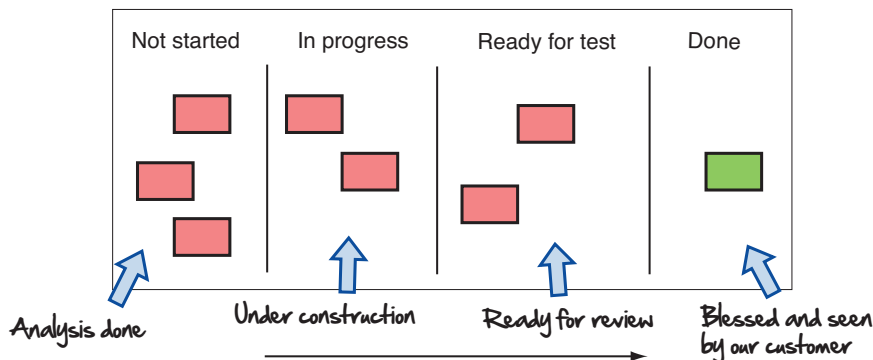 Not started
In progress
Ready for test
Done
Analysis done
Under construction
Ready for review
Blessed and seen
by our customer